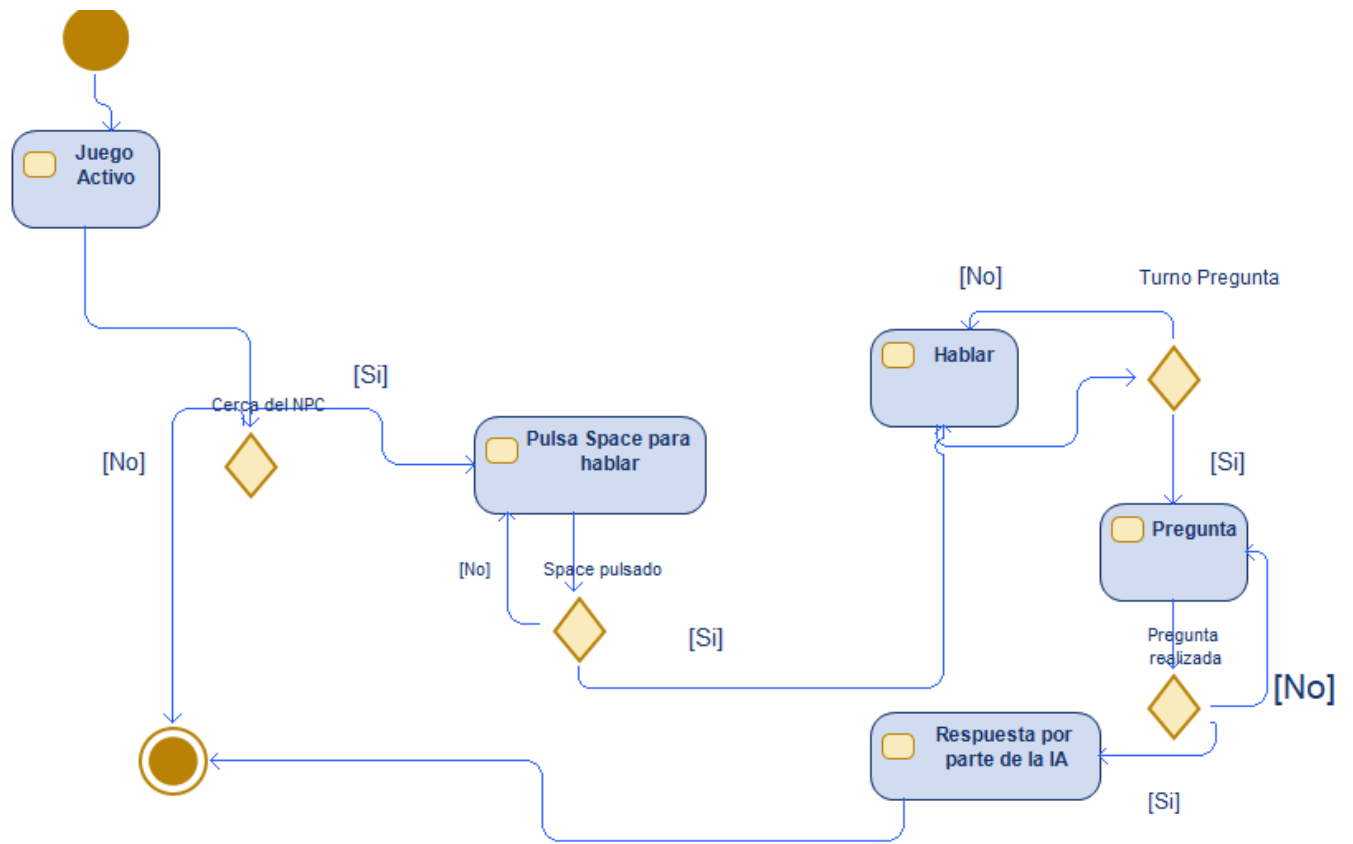 Juego
Activo
[No]
Turno Pregunta
Hablar
[Si]
Cerca del NPC
[No]
Pulsa Space para
hablar
[Si]
Pregunta
[No]
Space pulsado
[Si]
Pregunta
realizada
[No]
Respuesta por
parte de la IA
[Si]